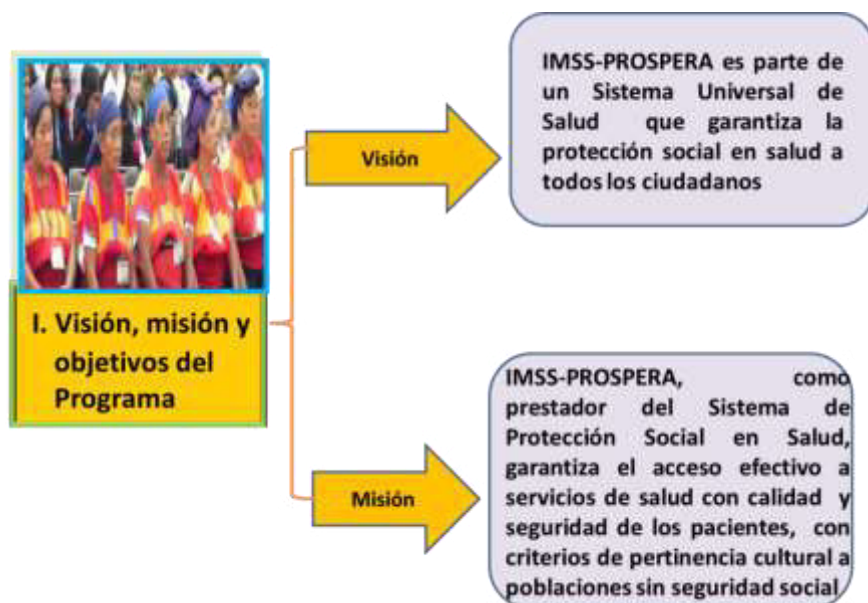 I. Visión, misión y
objetivos del
Programa
Visión
IMSS-PROSPERA es parte de
un Sistema Universal de
Salud que garantiza la
protección social en salud a
todos los ciudadanos
Misión
IMSS-PROSPERA, como
prestador del Sistema de
Protección Social en Salud,
garantiza el acceso efectivo a
servicios de salud con calidad y
seguridad de los pacientes, con
criterios de pertinencia cultural a
poblaciones sin seguridad social